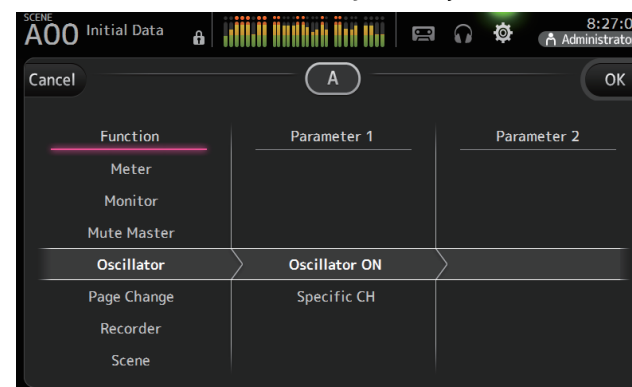 SCENE
A00 Initial Data
8:27:0
Administrato
Cancel
A
OK
Function
Parameter 1
Parameter 2
Meter
Monitor
Mute Master
Oscillator
Oscillator ON
Page Change
Specific CH
Recorder
Scene